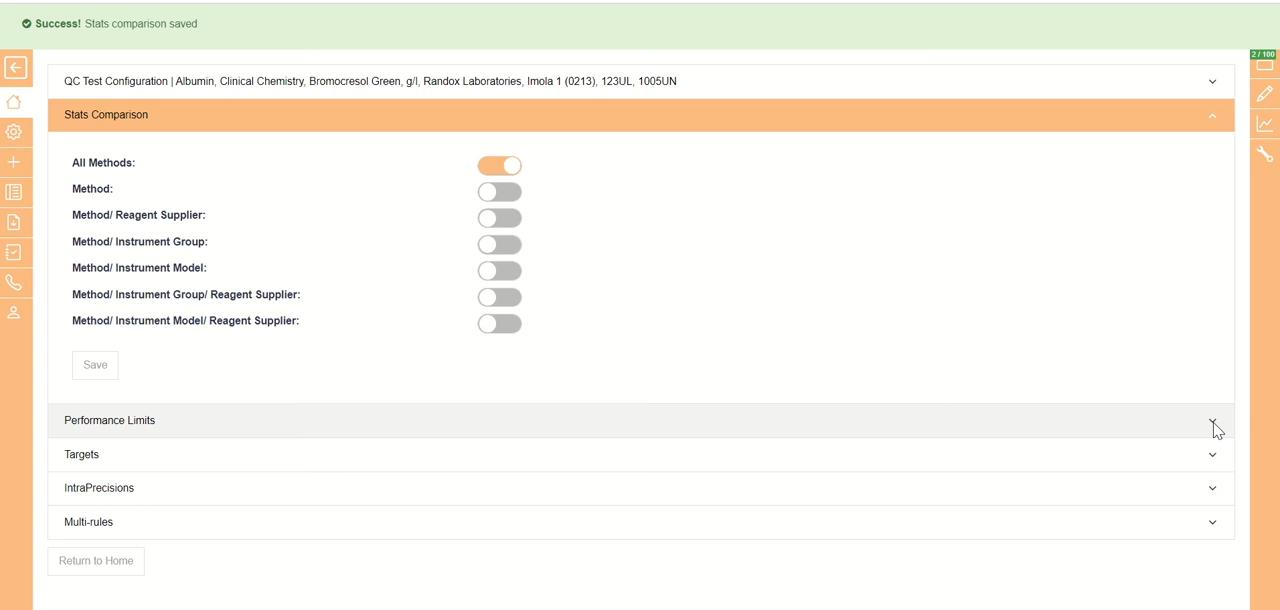 Success! Stats comparison saved
2 / 100
QC Test Configuration | Albumin, Clinical Chemistry, Bromocresol Green, g/l, Randox Laboratories, Imola 1 (0213), 123UL, 1005UN
Stats Comparison
All Methods:
Method:
Method/ Reagent Supplier:
Method/ Instrument Group:
Method/ Instrument Model:
Method/ Instrument Group/ Reagent Supplier:
Method/ Instrument Model/ Reagent Supplier:
Save
Performance Limits
Targets
IntraPrecisions
Multi-rules
Return to Home